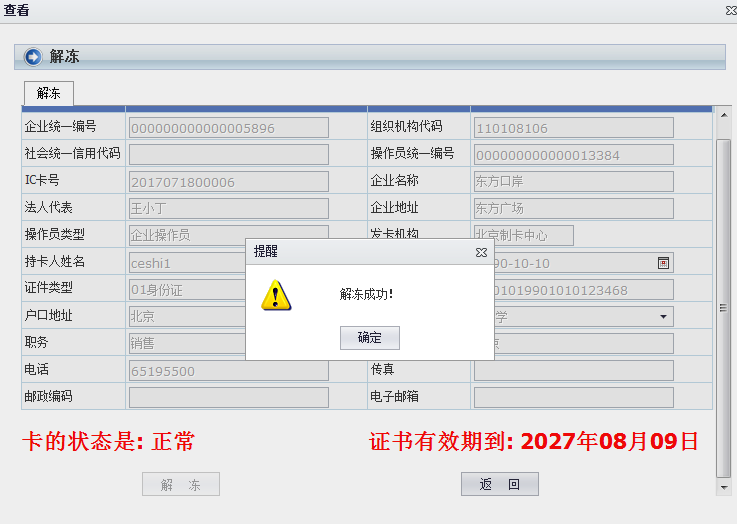 查看
解冻
解冻
企业统一编号 000000000000005896 组织机构代码 110108106
社会统一信用代码 操作员统一编号 000000000000013384
IC卡号 2017071800006 企业名称 东方口岸
法人代表 王小丁 企业地址 东方广场
操作员类型 企业操作员 发卡机构 北京制卡中心
提醒
持卡人姓名 ceshi1 90-10-10
证件类型 01身份证 01019901010123468
解冻成功!
户口地址 北京 学
确定
职务 销售 京
电话 65195500 传真
邮政编码 电子邮箱
卡的状态是: 正常 证书有效期到: 2027年08月09日
解 冻 返 回